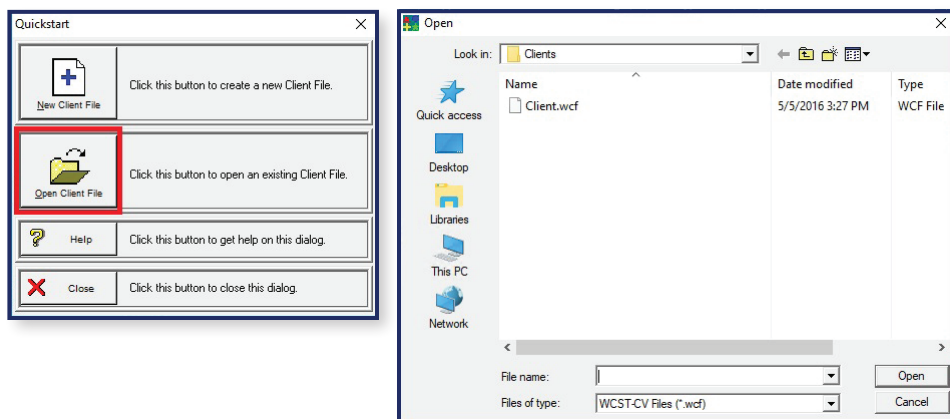 Quickstart
New Client File
Click this button to create a new Client File.
Open Client File
Click this button to open an existing Client File.
Help
Click this button to get help on this dialog.
Close
Click this button to close this dialog.
Open
Look in:
Clients
Quick access
Desktop
Libraries
This PC
Network
Name
Date modified
Type
Client.wcf
5/5/2016 3:27 PM
WCF File
File name:
Open
Files of type:
WCST-CV Files (*.wcf)
Cancel